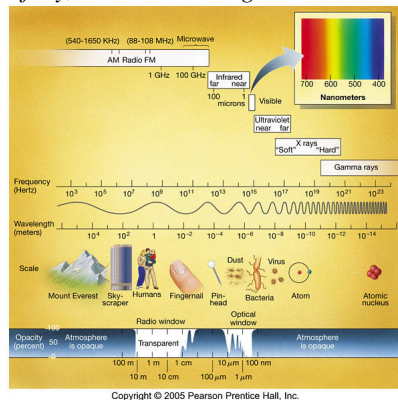 (540-1650 KHz) (88-108 MHz) Microwave
AM Radio FM
1 GHz 100 GHz
Infrared
far near
100 1
microns
Visible
700 600 500 400
Nanometers
Ultraviolet
near far
X rays
"Soft" "Hard"
Gamma rays
Frequency
(Hertz)
10³ 10⁵ 10⁷ 10⁹ 10¹¹ 10¹³ 10¹⁵ 10¹⁷ 10¹⁹ 10²¹ 10²³
Wavelength
(meters)
10⁴ 10² 1 10⁻² 10⁻⁴ 10⁻⁶ 10⁻⁸ 10⁻¹⁰ 10⁻¹² 10⁻¹⁴
Scale
Mount Everest
Sky-
scraper
Humans
Fingernail
Pin-
head
Dust
Bacteria
Virus
Atom
Atomic
nucleus
Radio window
Optical
window
Opacity
(percent)
100
50
0
Atmosphere
is opaque
Transparent
Atmosphere
is opaque
100 m 1 m 1 cm 100 nm
10 m 10 cm 100 µm 1 µm
Copyright © 2005 Pearson Prentice Hall, Inc.